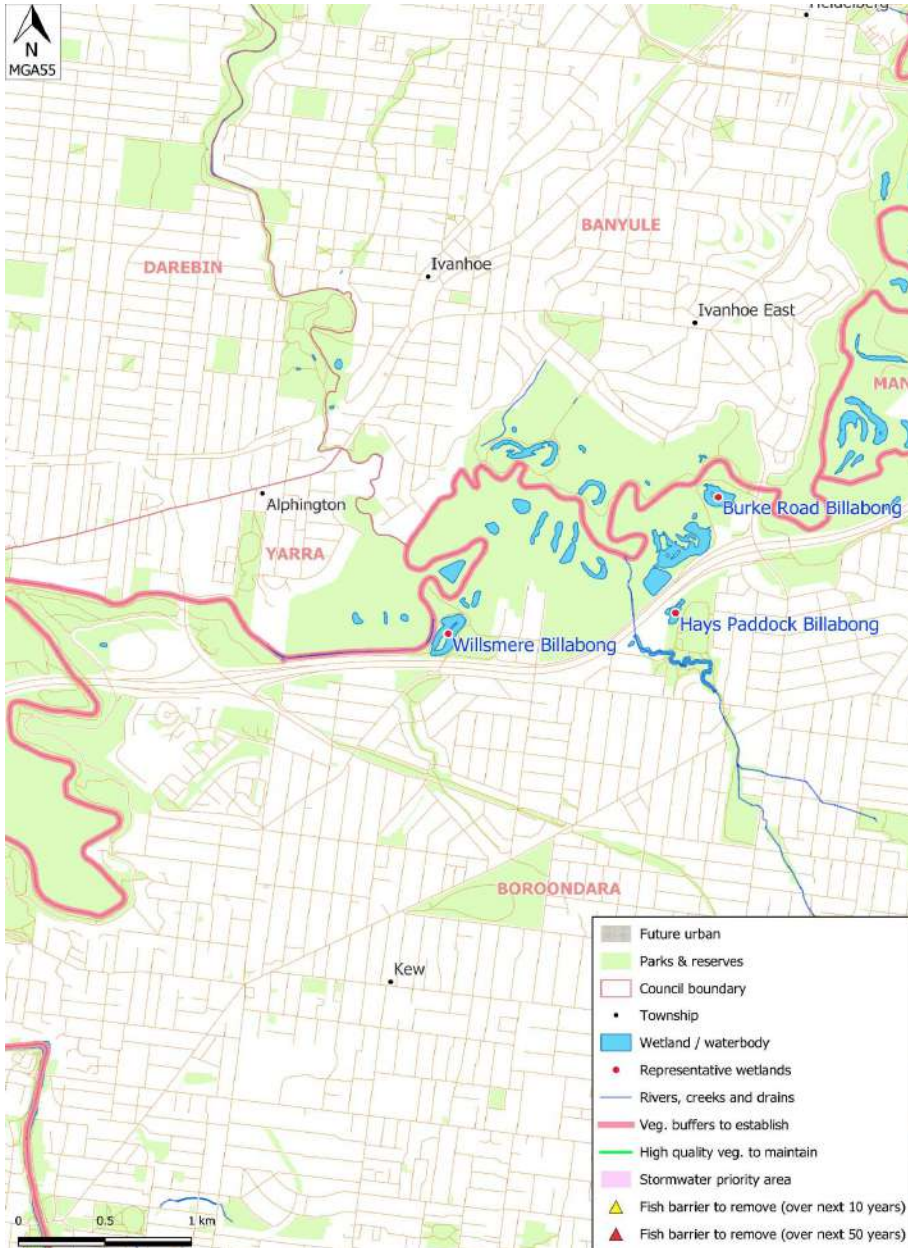 Heidelberg
N
MGA55
BANYULE
DAREBIN
Ivanhoe
Ivanhoe East
MAN
Alphington
Burke Road Billabong
YARRA
Hays Paddock Billabong
Willsmere Billabong
BOROONDARA
Kew
Future urban
Parks & reserves
Council boundary
Township
Wetland / waterbody
Representative wetlands
Rivers, creeks and drains
Veg. buffers to establish
High quality veg. to maintain
Stormwater priority area
Fish barrier to remove (over next 10 years)
Fish barrier to remove (over next 50 years)
0 0.5 1 km